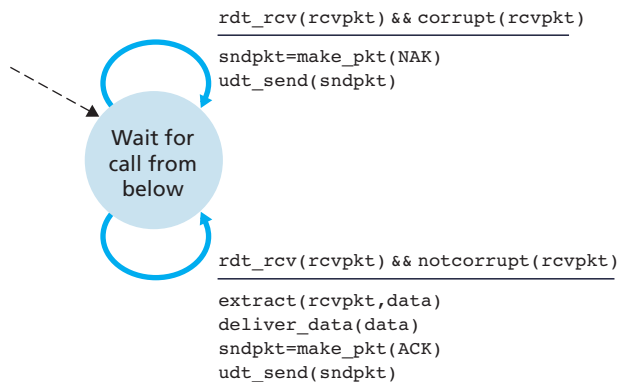 rdt_rcv(rcvpkt) && corrupt(rcvpkt)
sndpkt=make_pkt(NAK)
udt_send(sndpkt)
Wait for
call from
below
rdt_rcv(rcvpkt) && notcorrupt(rcvpkt)
extract(rcvpkt,data)
deliver_data(data)
sndpkt=make_pkt(ACK)
udt_send(sndpkt)